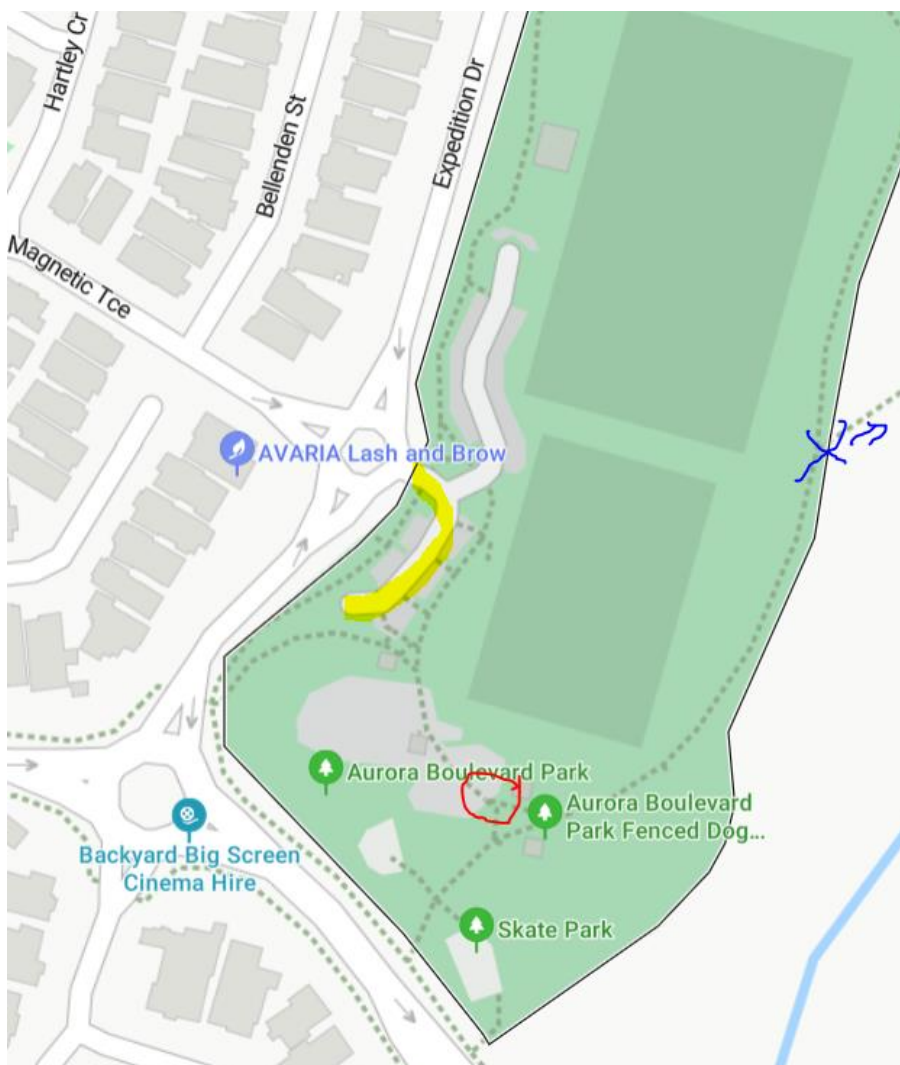 Hartley Cr
Bellenden St
Expedition Dr
Magnetic Tce
AVARIA Lash and Brow
Aurora Boulevard Park
Aurora Boulevard
Park Fenced Dog...
Backyard Big Screen
Cinema Hire
Skate Park